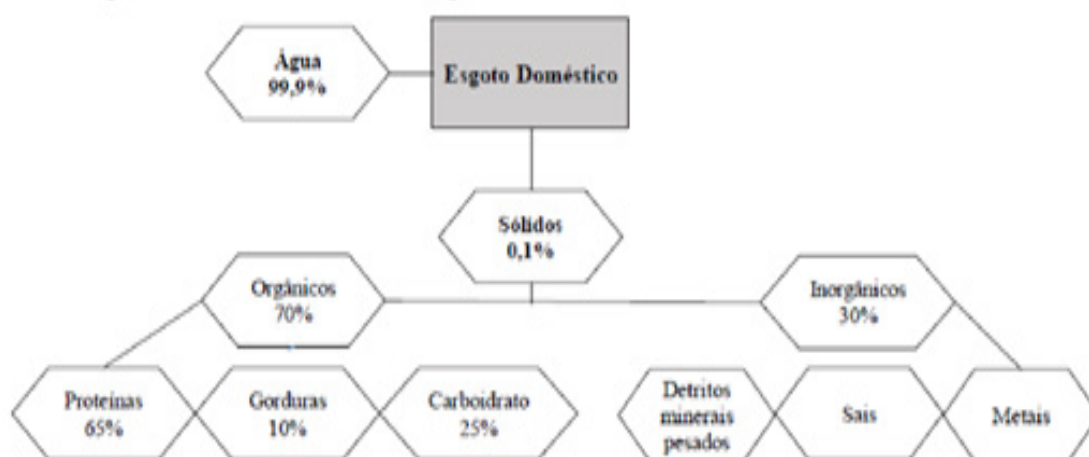 Água
99,9%
Esgoto Doméstico
Sólidos
0,1%
Orgânicos
70%
Inorgânicos
30%
Proteínas
65%
Gorduras
10%
Carboidrato
25%
Detritos
minerais
pesados
Sais
Metais